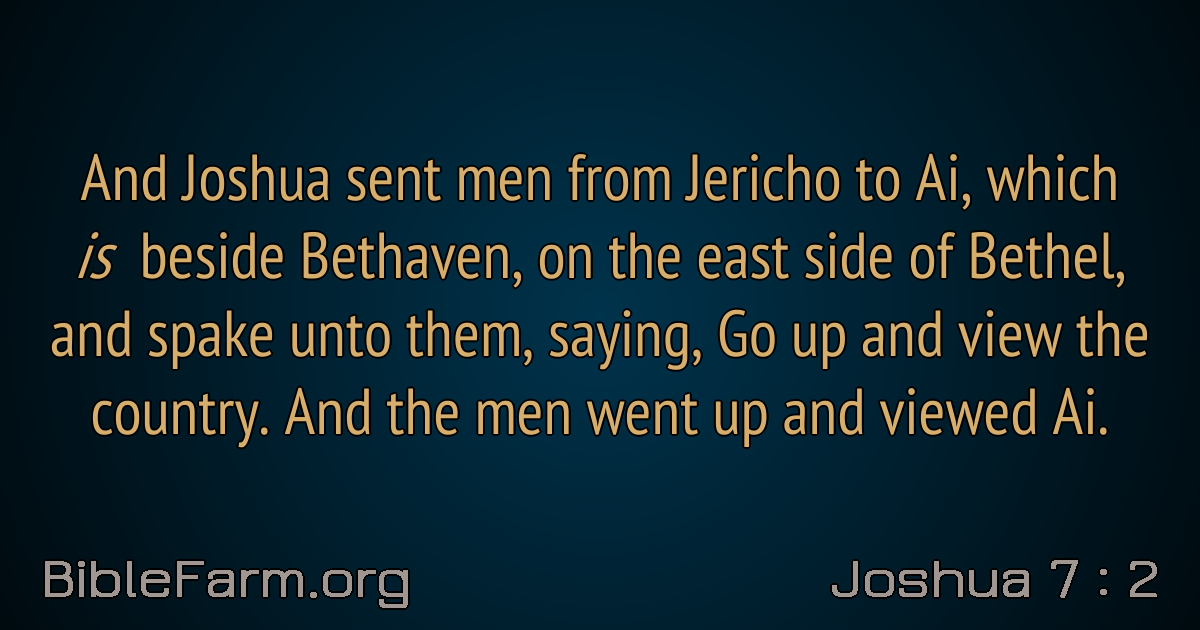 And Joshua sent men from Jericho to Ai, which
is beside Bethaven, on the east side of Bethel,
and spake unto them, saying, Go up and view the
country. And the men went up and viewed Ai.
BibleFarm.org
Joshua 7 : 2